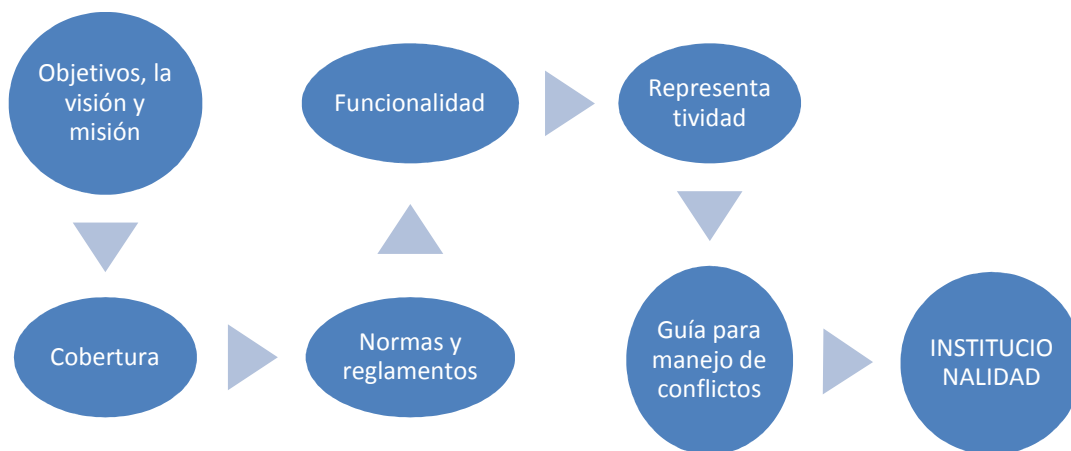 Objetivos, la
visión y
misión
Cobertura
Normas y
reglamentos
Funcionalidad
Representa
tividad
Guía para
manejo de
conflictos
INSTITUCIO
NALIDAD